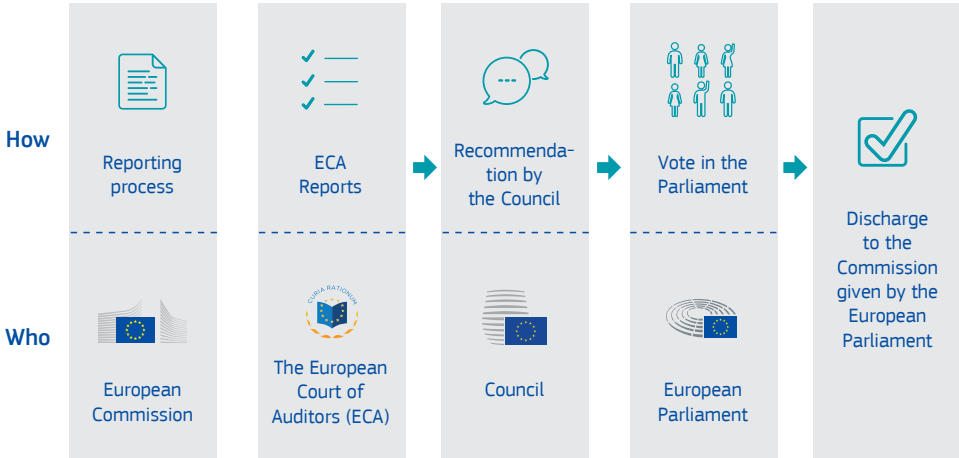 How
Reporting
process
ECA
Reports
Recommenda-
tion by
the Council
Vote in the
Parliament
Discharge
to the
Commission
given by the
European
Parliament
Who
European
Commission
CURIA RATIONUM
The European
Court of
Auditors (ECA)
Council
European
Parliament